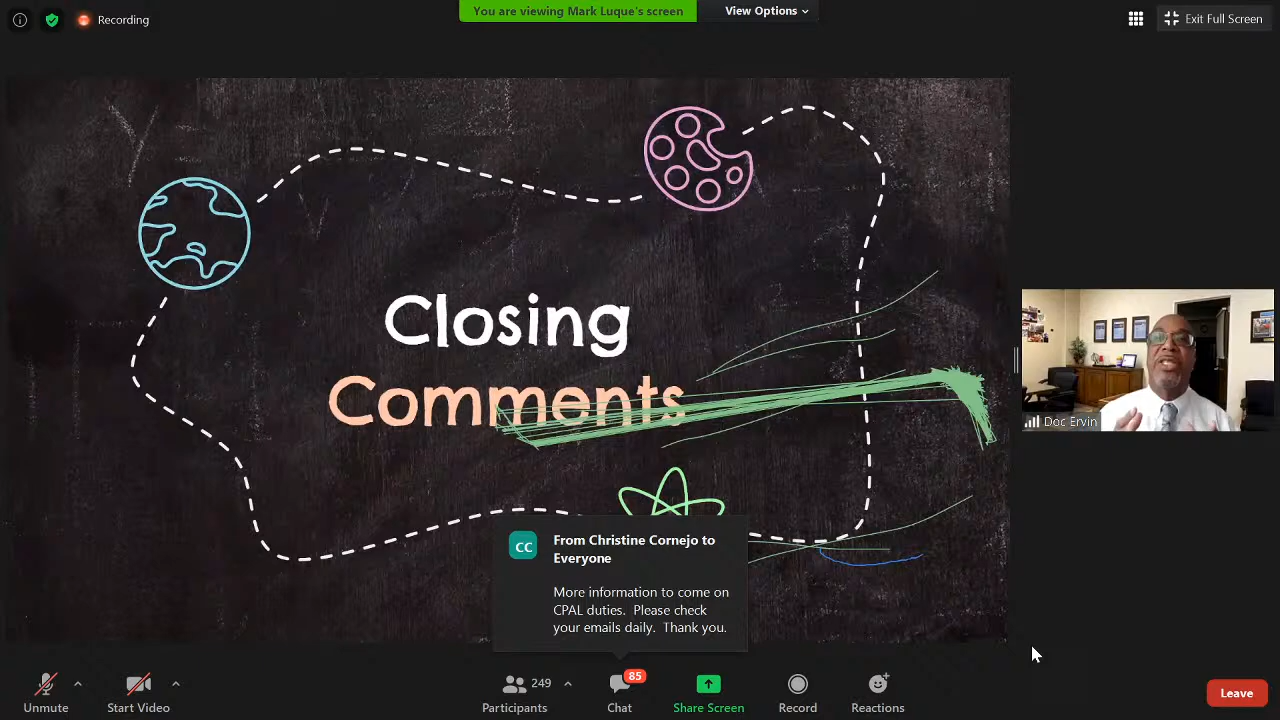 Recording
You are viewing Mark Luque's screen
View Options
Exit Full Screen
Closing
Comments
Doc Ervin
CC
From Christine Cornejo to
Everyone
More information to come on
CPAL duties. Please check
your emails daily. Thank you.
Unmute
Start Video
249
Participants
85
Chat
Share Screen
Record
Reactions
Leave